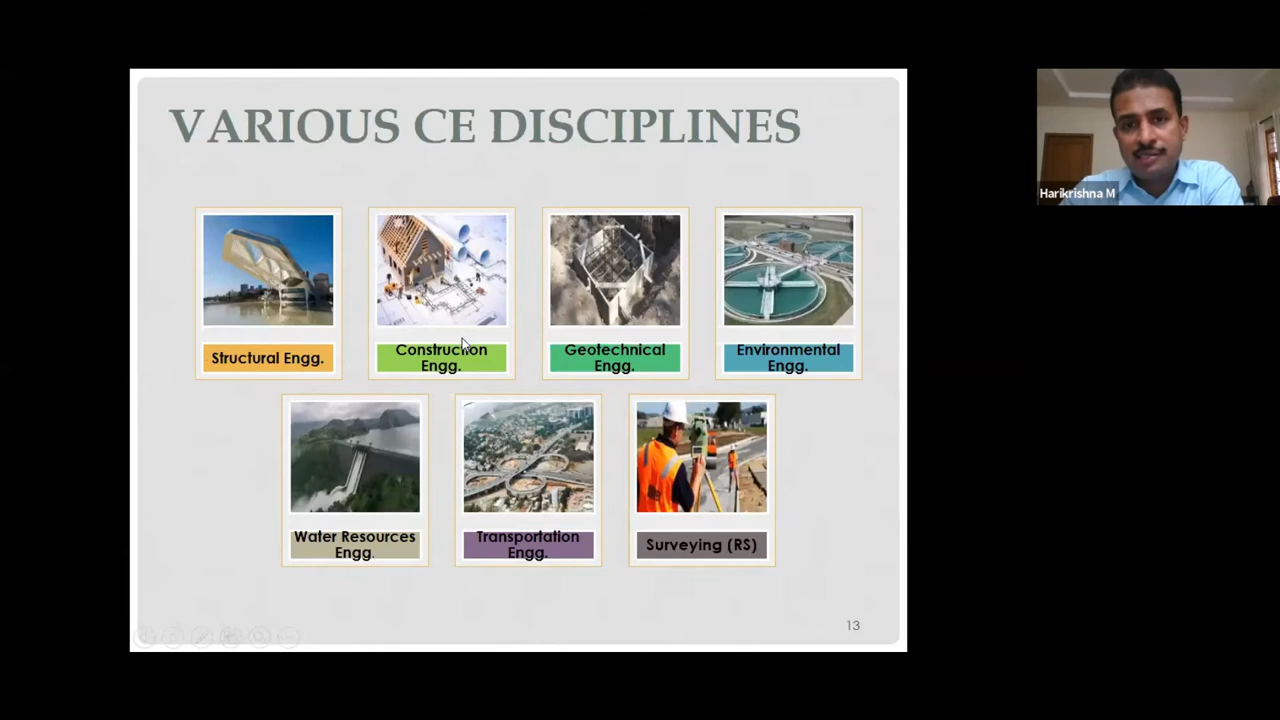 VARIOUS CE DISCIPLINES
Harikrishna M
Structural Engg.
Construction
Engg.
Geotechnical
Engg.
Environmental
Engg.
Water Resources
Engg.
Transportation
Engg.
Surveying (RS)
13